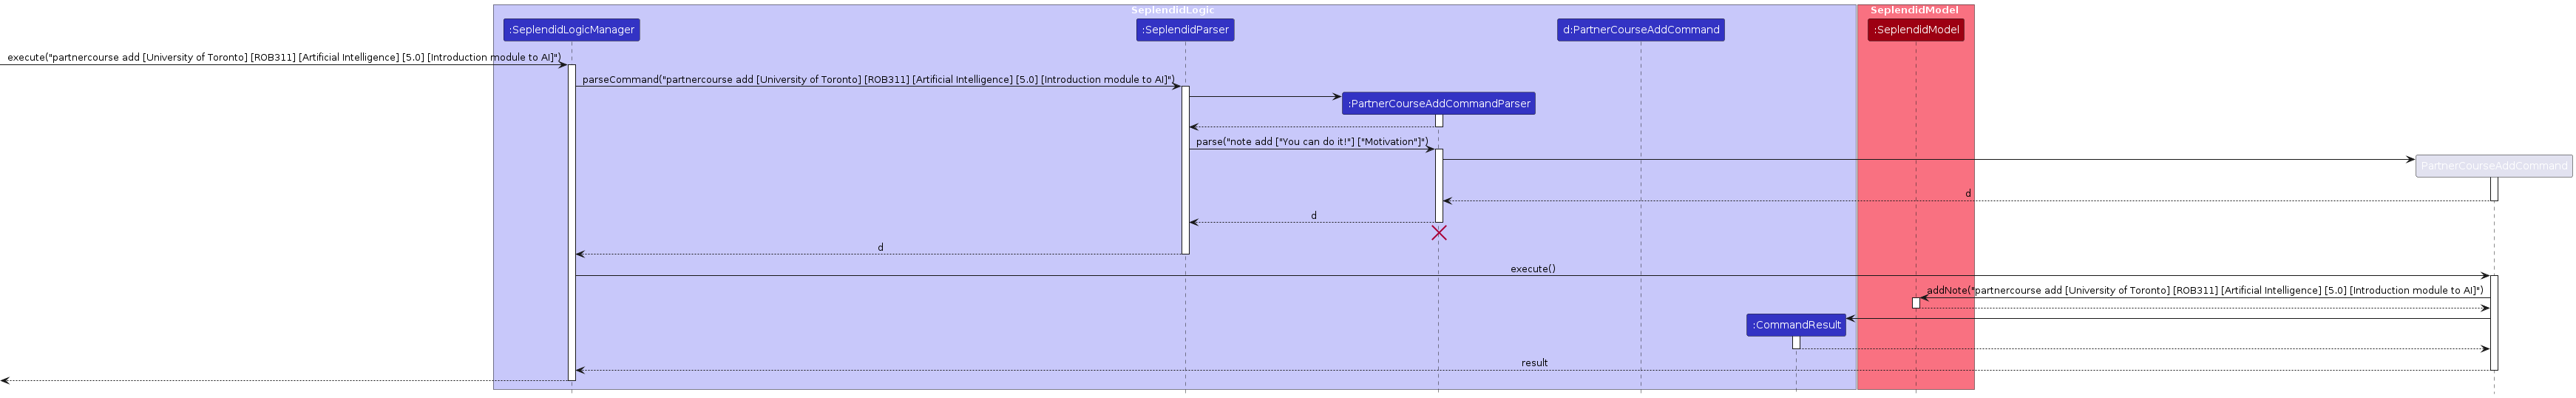 SeplendidLogic
SeplendidModel
:SeplendidLogicManager
:SeplendidParser
d:PartnerCourseAddCommand
:SeplendidModel
execute("partnercourse add [University of Toronto] [ROB311] [Artificial Intelligence] [5.0] [Introduction module to AI]")
parseCommand("partnercourse add [University of Toronto] [ROB311] [Artificial Intelligence] [5.0] [Introduction module to AI]")
:PartnerCourseAddCommandParser
parse("note add ["You can do it!"] ["Motivation"]")
PartnerCourseAddCommand
d
d
d
execute()
addNote("partnercourse add [University of Toronto] [ROB311] [Artificial Intelligence] [5.0] [Introduction module to AI]")
:CommandResult
result